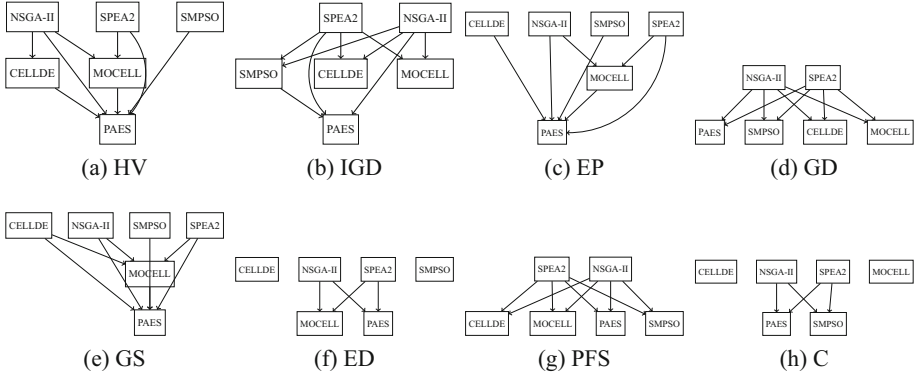 NSGA-II SPEA2 SMPSO
CELLDE MOCELL
PAES
(a) HV
SPEA2 NSGA-II
SMPSO CELLDE MOCELL
PAES
(b) IGD
CELLDE NSGA-II SMPSO SPEA2
MOCELL
PAES
(c) EP
NSGA-II SPEA2
PAES SMPSO CELLDE MOCELL
(d) GD
CELLDE NSGA-II SMPSO SPEA2
MOCELL
PAES
(e) GS
CELLDE NSGA-II SPEA2 SMPSO
MOCELL PAES
(f) ED
SPEA2 NSGA-II
CELLDE MOCELL PAES SMPSO
(g) PFS
CELLDE NSGA-II SPEA2 MOCELL
PAES SMPSO
(h) C